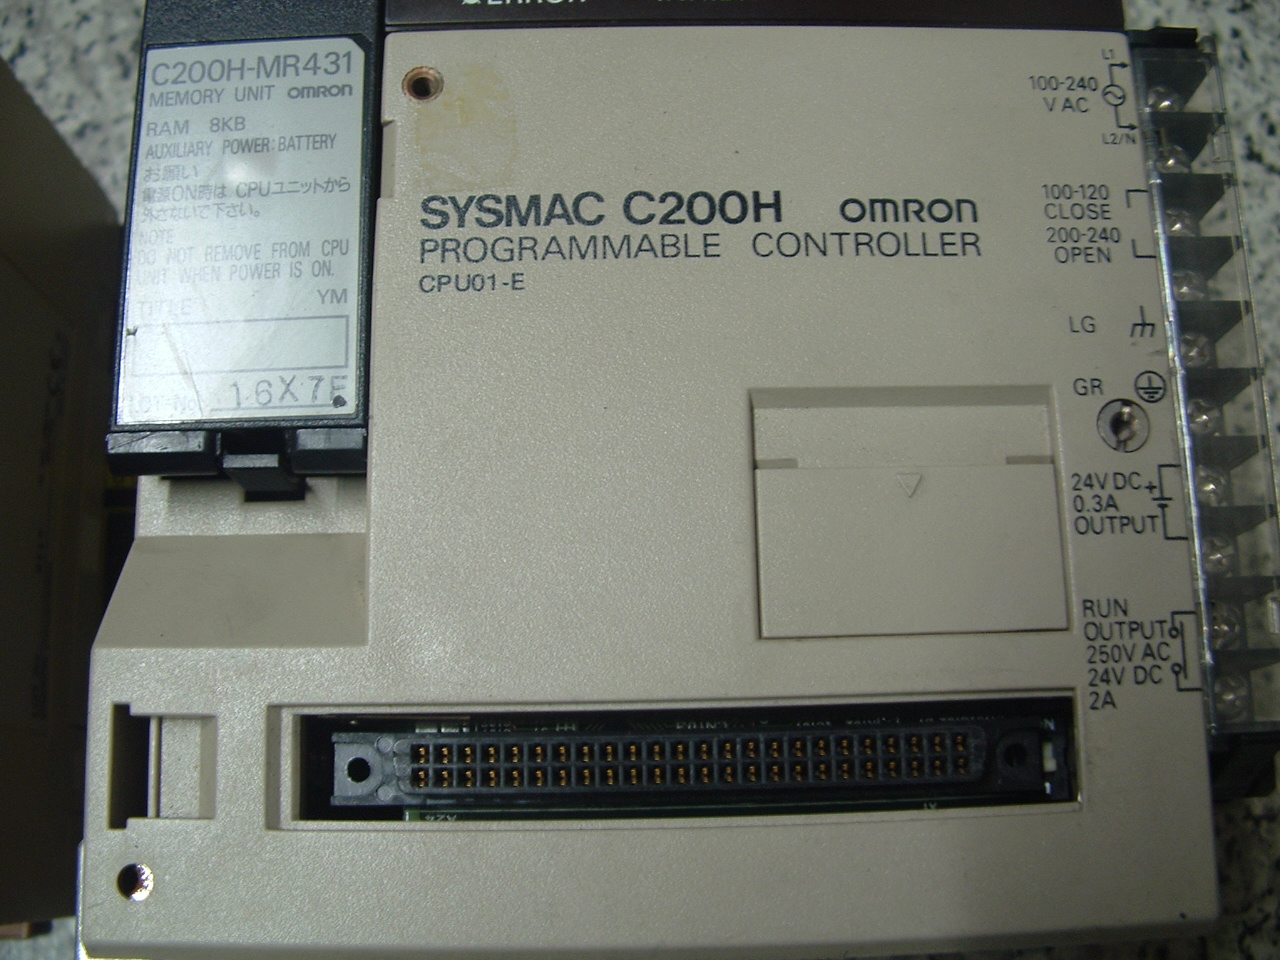 ERROR
C200H-MR431
MEMORY UNIT OMRON
RAM 8KB
AUXILIARY POWER:BATTERY
お願い
電源ON時は CPUユニットから
外さないで下さい。
NOTE
DO NOT REMOVE FROM CPU
UNIT WHEN POWER IS ON.
YM
TITLE
LOT No. 16X7F
SYSMAC C200H OMRON
PROGRAMMABLE CONTROLLER
CPU01-E
L1
100-240
V AC
L2/N
100-120
CLOSE
200-240
OPEN
LG
GR
24V DC +
0.3A
OUTPUT
RUN
OUTPUT
250V AC
24V DC
2A